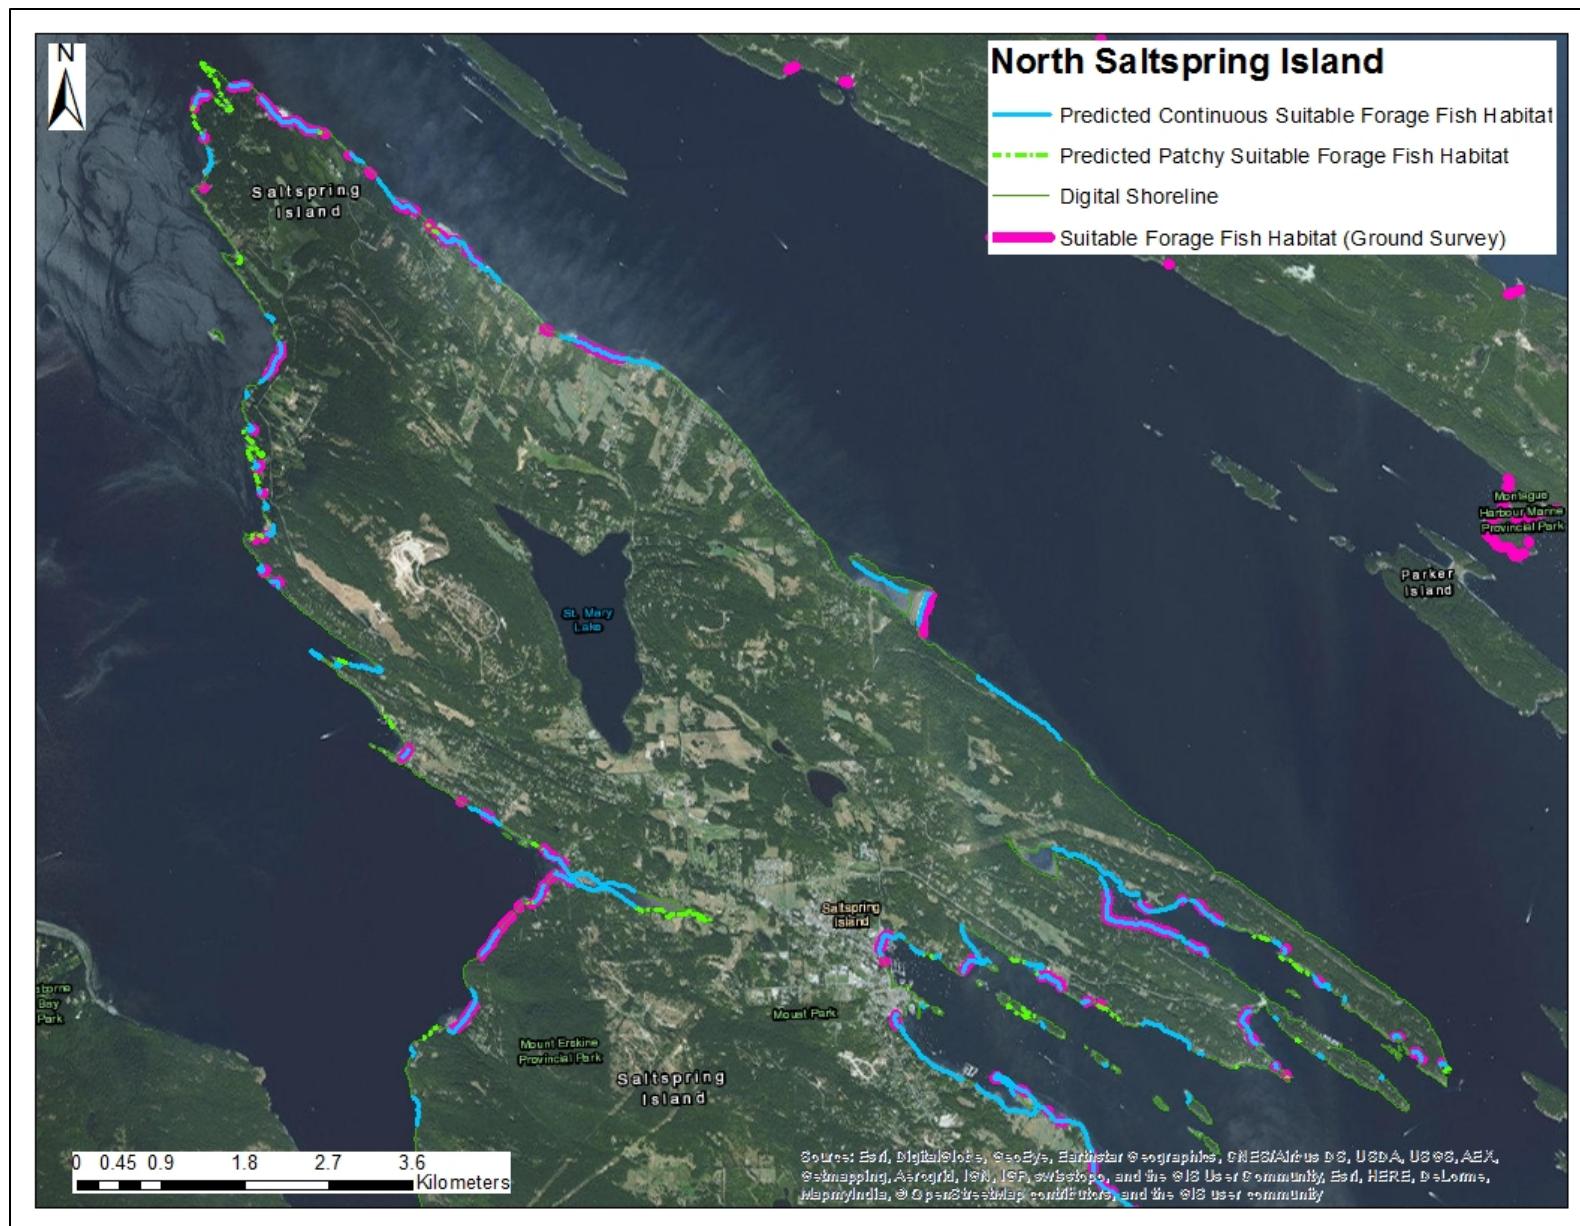 N
North Saltspring Island
Predicted Continuous Suitable Forage Fish Habitat
Predicted Patchy Suitable Forage Fish Habitat
Digital Shoreline
Suitable Forage Fish Habitat (Ground Survey)
Saltspring
Island
Montague
Harbour Marine
Provincial Park
Parker
Island
St. Mary
Lake
Saltspring
Island
Mouat Park
Bay
Park
Mount Erskine
Provincial Park
Saltspring
Island
0 0.45 0.9 1.8 2.7 3.6
Kilometers
Source: Esri, DigitalGlobe, GeoEye, Earthstar Geographics, CNES/Airbus DS, USDA, USGS, AEX,
Getmapping, Aerogrid, IGN, IGP, swisstopo, and the GIS User Community, Esri, HERE, DeLorme,
MapmyIndia, © OpenStreetMap contributors, and the GIS user community